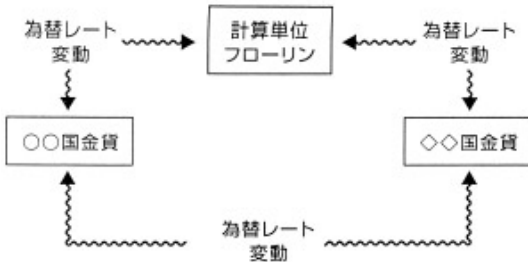 為替レート
変動
計算単位
フローリン
為替レート
変動
○○国金貨
◇◇国金貨
為替レート
変動